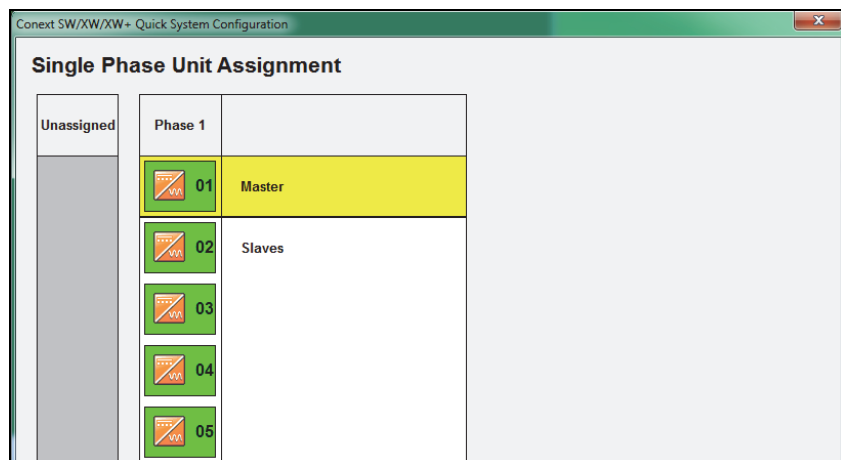 Conext SW/XW/XW+ Quick System Configuration
Single Phase Unit Assignment
Unassigned Phase 1
01 Master
02 Slaves
03
04
05